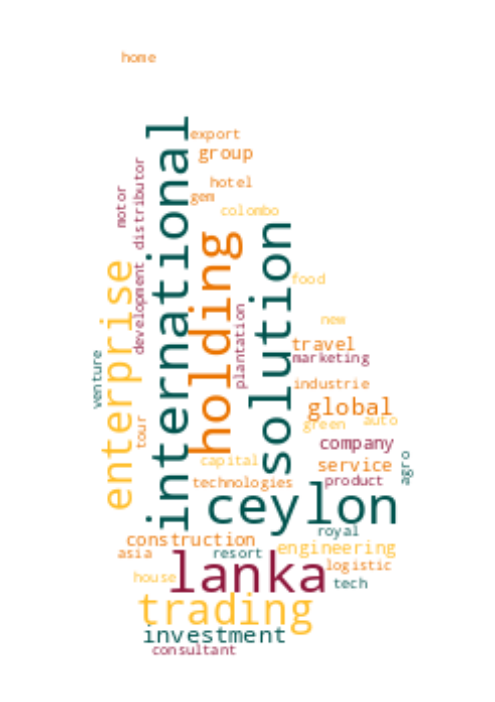 home
international
export
group
motor
distributor
hotel
gem
colombo
holding
solution
enterprise
development
food
plantation
new
travel
marketing
venture
industrie
global
tour
green
auto
company
capital
service
agro
technologies
product
ceylon
royal
construction
engineering
asia
resort
lanka
logistic
house
tech
trading
investment
consultant